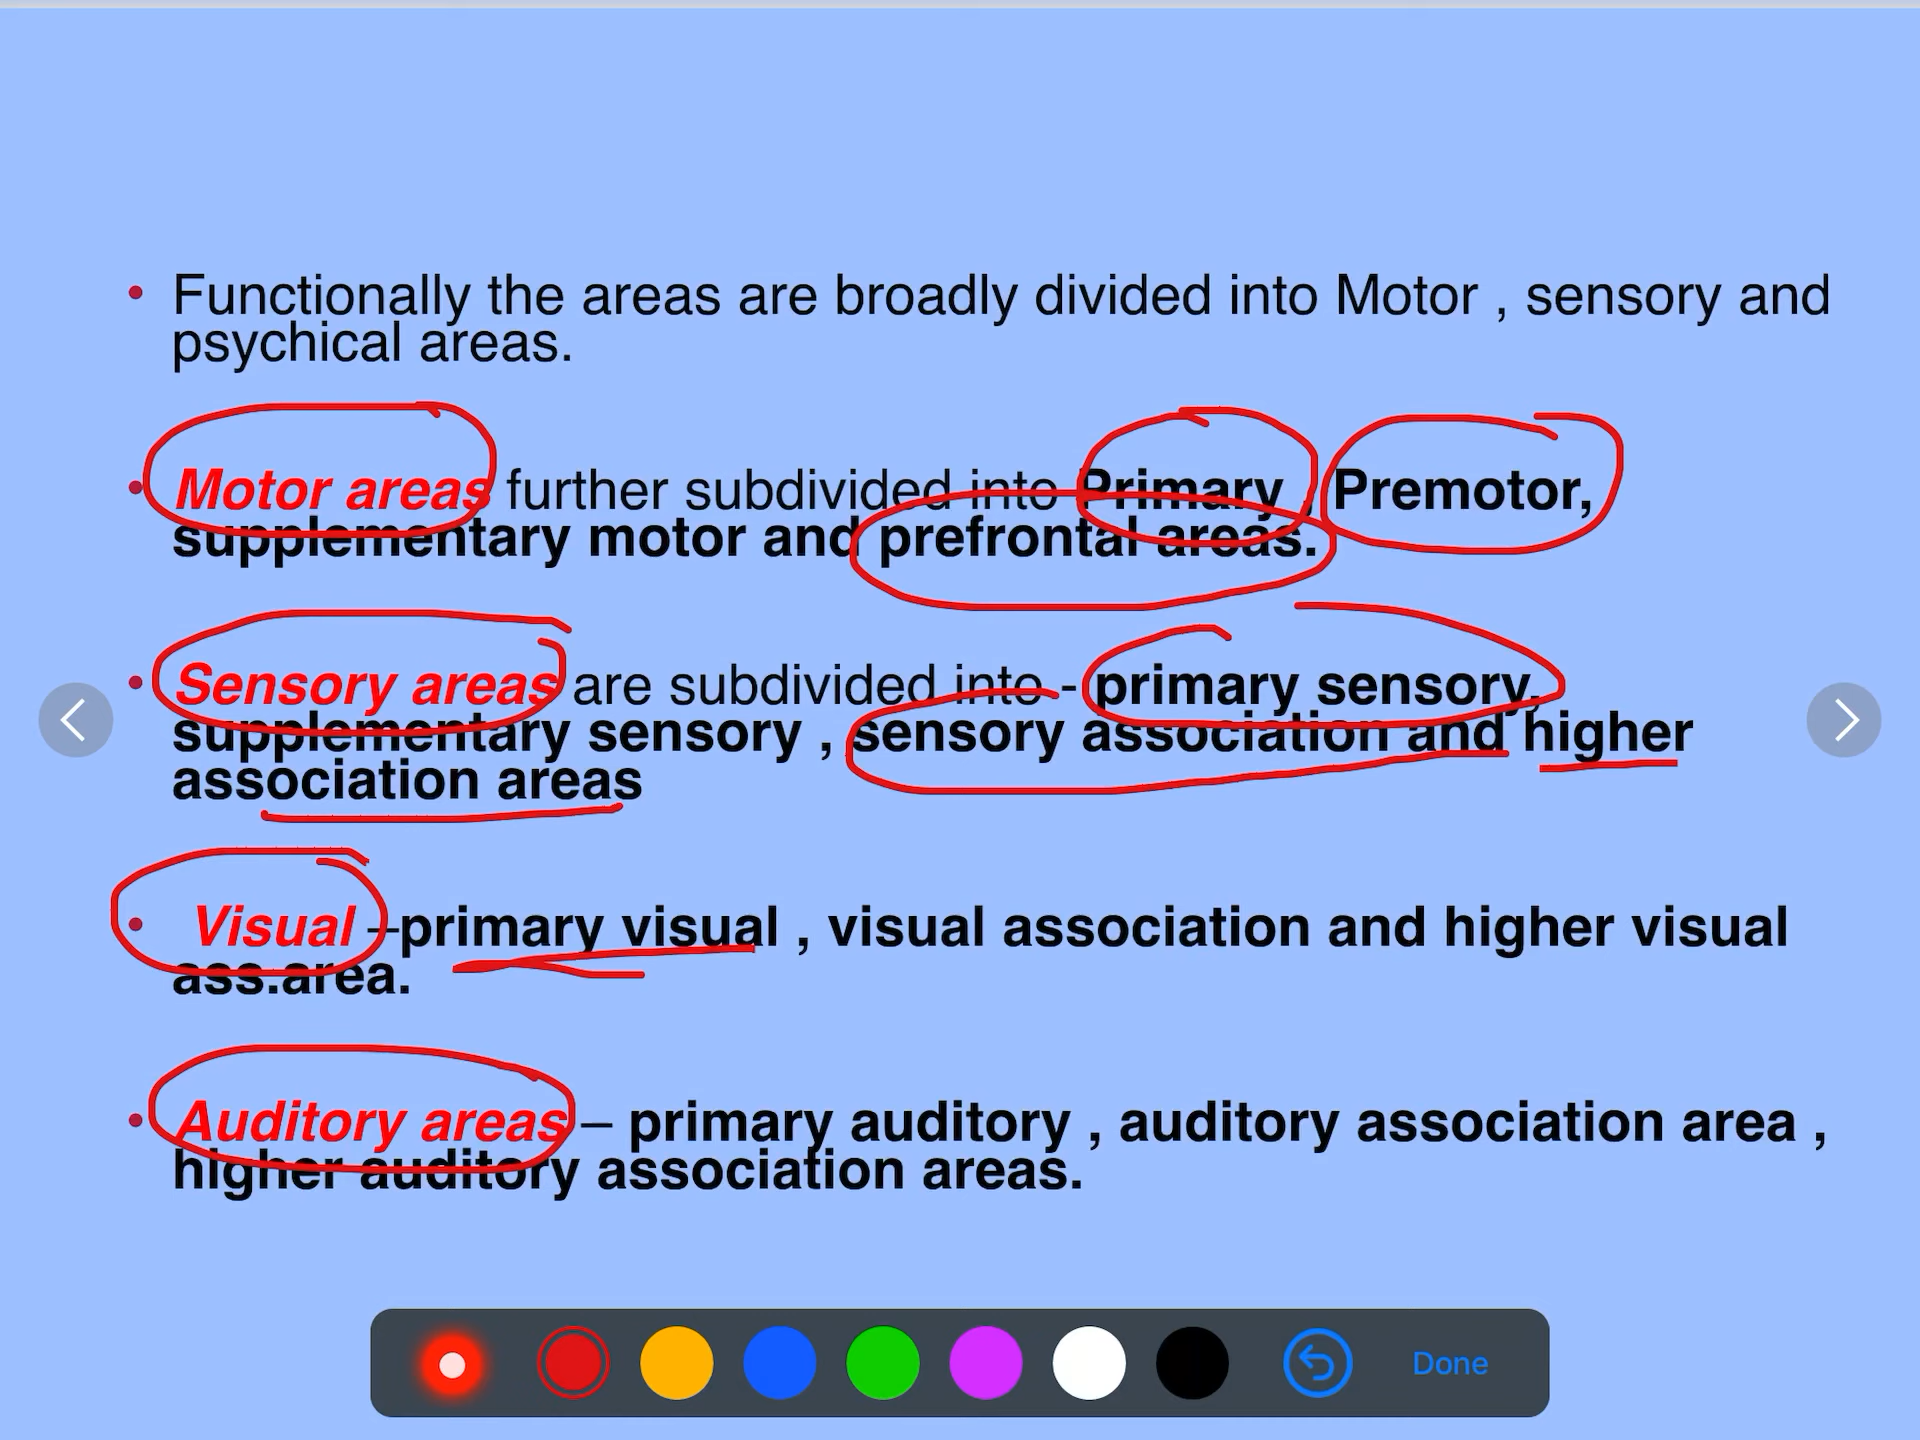 • Functionally the areas are broadly divided into Motor , sensory and
psychical areas.
• Motor areas further subdivided into Primary , Premotor,
supplementary motor and prefrontal areas.
• Sensory areas are subdivided into - primary sensory,
supplementary sensory , sensory association and higher
association areas
• Visual –primary visual , visual association and higher visual
ass.area.
• Auditory areas – primary auditory , auditory association area ,
higher auditory association areas.
Done